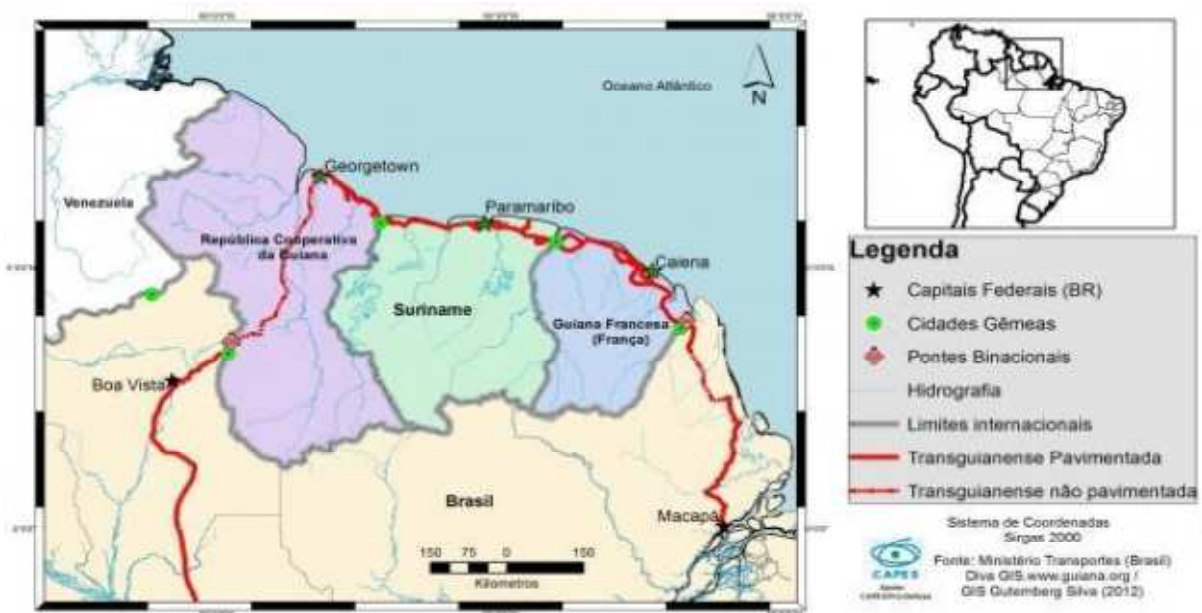 Oceano Atlântico
N
Georgetown
Venezuela
Paramaribo
República Cooperativa
da Guiana
Caiena
Suriname
Guiana Francesa
(França)
Boa Vista
Brasil
Macapá
150 75 0 150
Kilometros
Legenda
Capitais Federais (BR)
Cidades Gêmeas
Pontes Binacionais
Hidrografia
Limites internacionais
Transguianense Pavimentada
Transguianense não pavimentada
Sistema de Coordenadas
Sirgas 2000
Fonte: Ministério Transportes (Brasil)
Diva GIS.www.guiana.org /
GIS Gutemberg Silva (2012)
CAPES